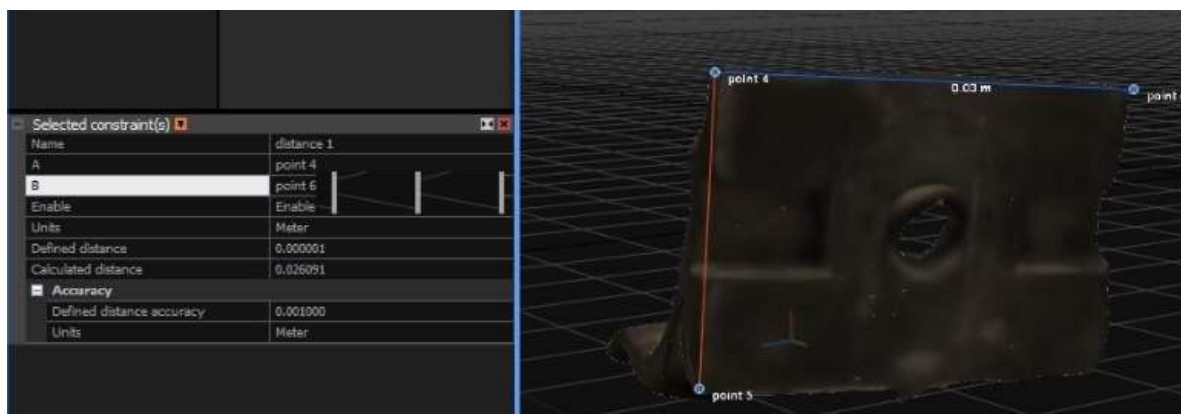 Selected constraint(s)
Name distance 1
A point 4
B point 6
Enable Enable
Units Meter
Defined distance 0.000001
Calculated distance 0.026091
Accuracy
Defined distance accuracy 0.001000
Units Meter
point 4
0.03 m
point
point 5